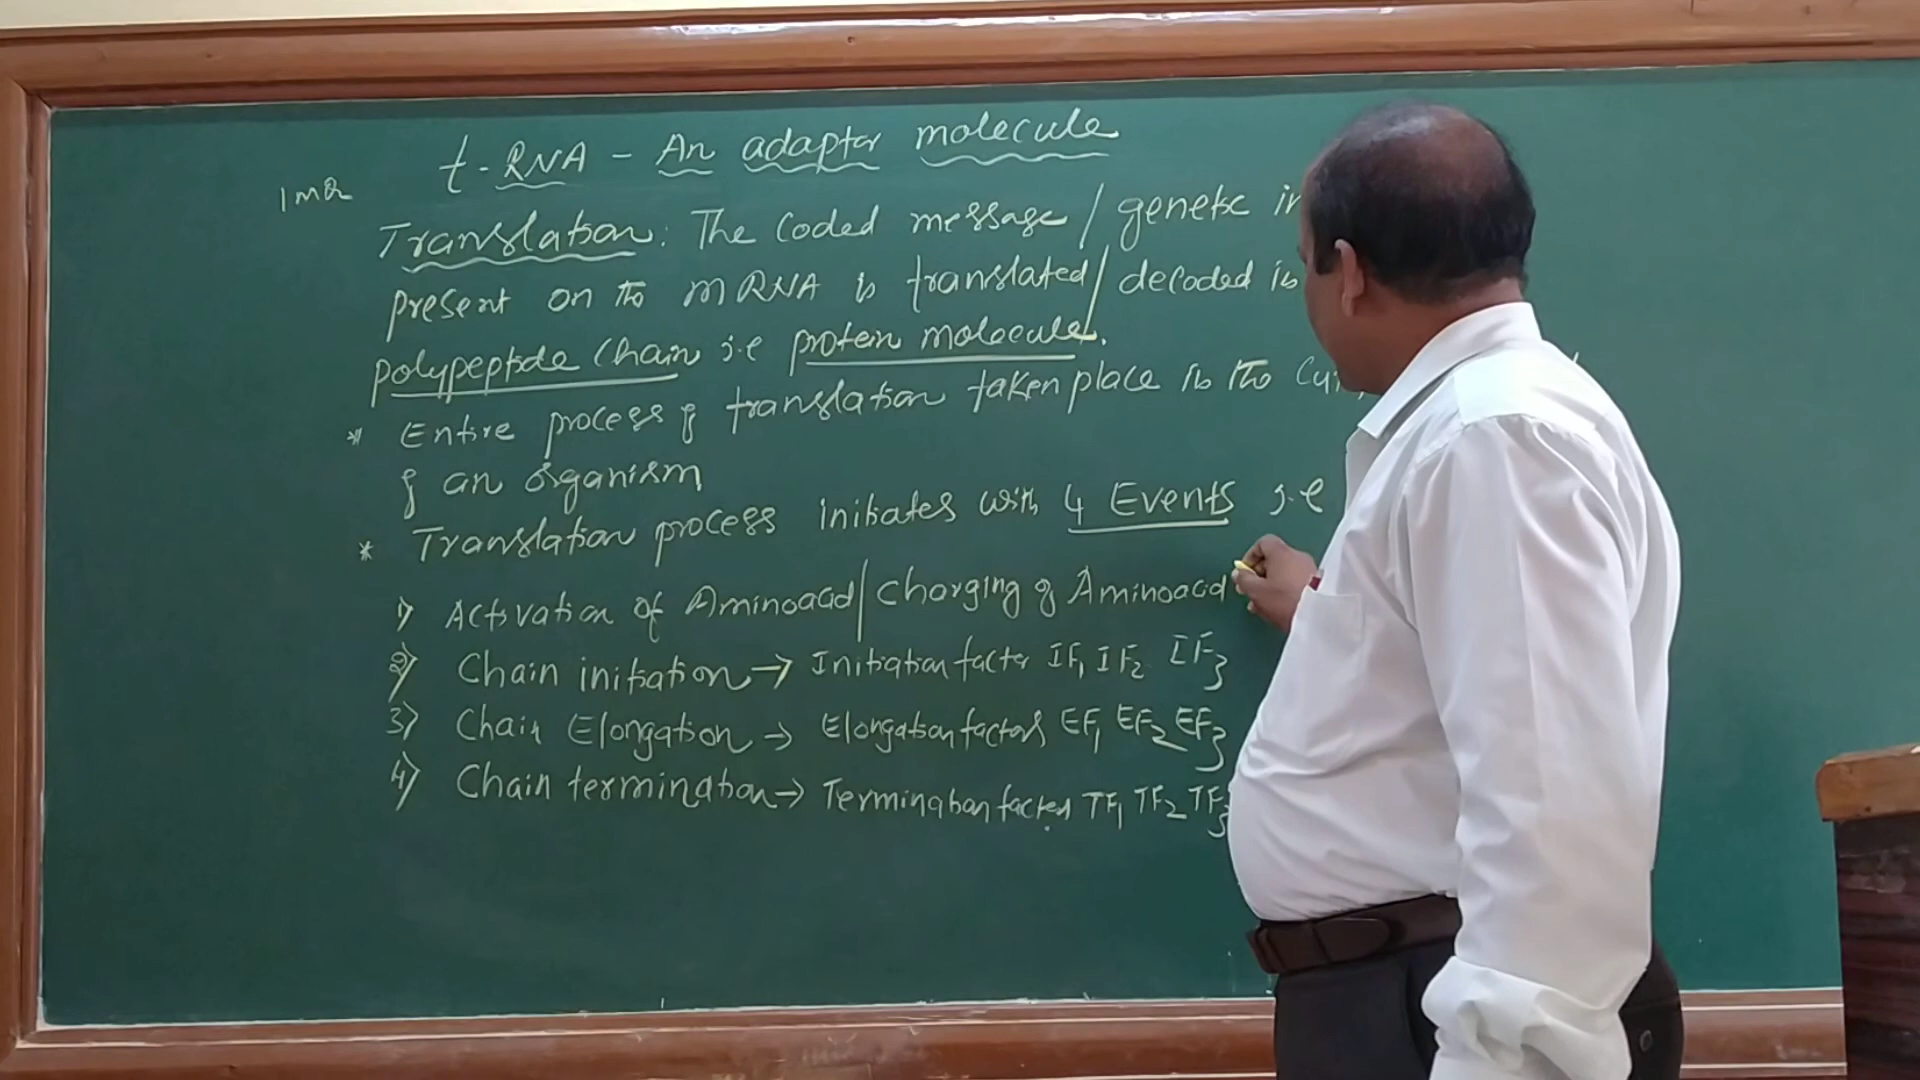 t-RNA - An adapter molecule
1 m Q
Translation: The Coded message / genetic in
present on the mRNA is translated / decoded in
polypeptide Chain i.e protein molecule.
* Entire process of translation taken place in the Cyt
of an organism
* Translation process initiates with 4 Events i.e
1) Activation of Aminoacid / Charging of Aminoacid
2) Chain initiation → Initiation factor IF1 IF2 IF3
3) Chain Elongation → Elongation factors EF1 EF2 EF3
4) Chain termination → Termination factors TF1 TF2 TF3